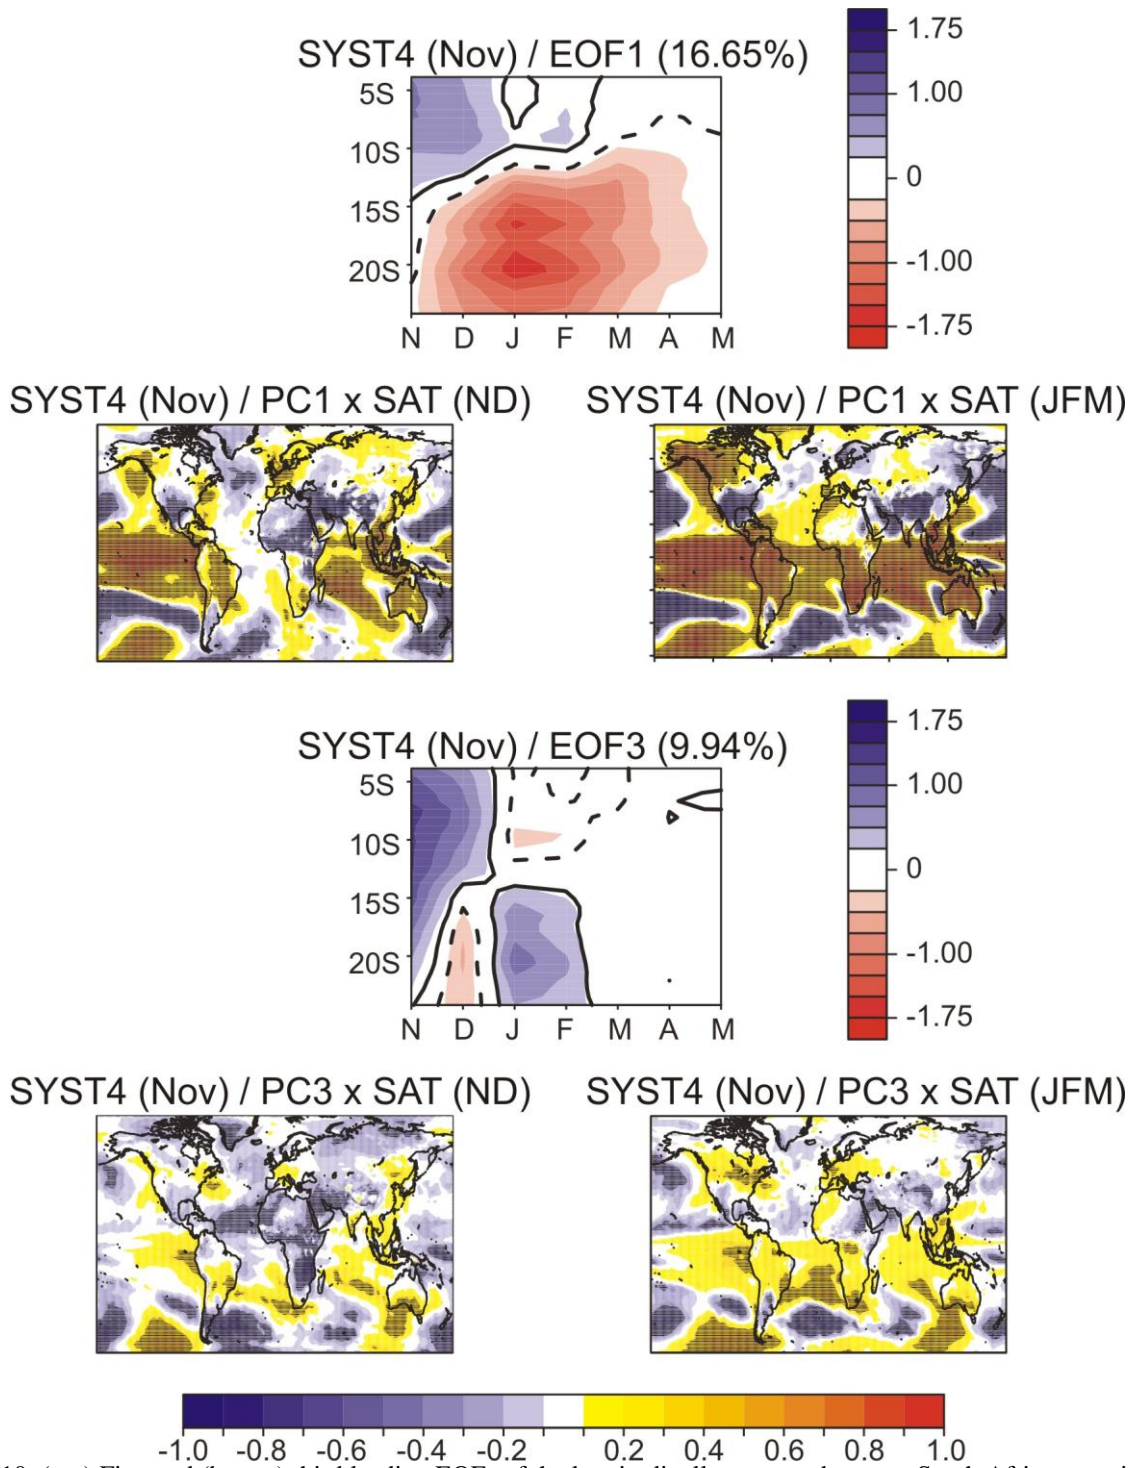 SYST4 (Nov) / EOF1 (16.65%)
5S
10S
15S
20S
N D J F M A M
1.75
1.00
0
-1.00
-1.75
SYST4 (Nov) / PC1 x SAT (ND)
SYST4 (Nov) / PC1 x SAT (JFM)
SYST4 (Nov) / EOF3 (9.94%)
5S
10S
15S
20S
N D J F M A M
1.75
1.00
0
-1.00
-1.75
SYST4 (Nov) / PC3 x SAT (ND)
SYST4 (Nov) / PC3 x SAT (JFM)
-1.0 -0.8 -0.6 -0.4 -0.2 0.2 0.4 0.6 0.8 1.0